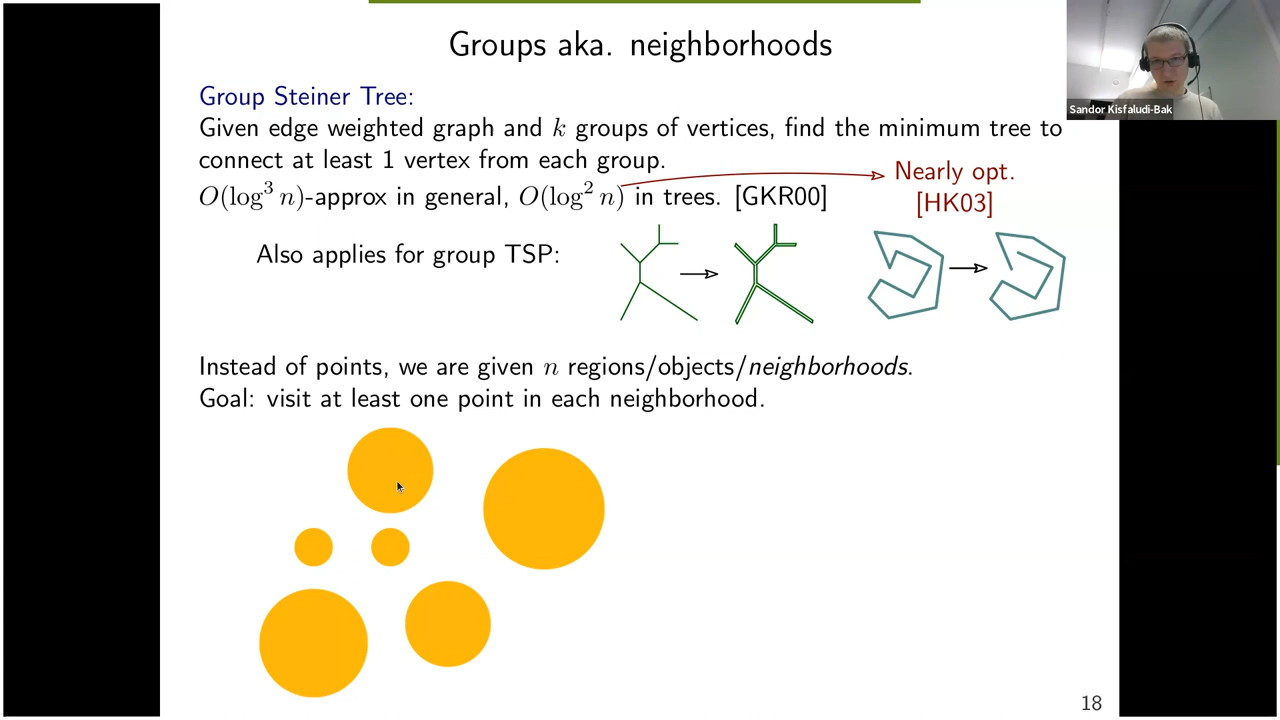 Groups aka. neighborhoods
Sandor Kisfaludi-Bak
Group Steiner Tree:
Given edge weighted graph and k groups of vertices, find the minimum tree to
connect at least 1 vertex from each group.
O(log³ n)-approx in general, O(log² n) in trees. [GKR00]
Nearly opt.
[HK03]
Also applies for group TSP:
Instead of points, we are given n regions/objects/neighborhoods.
Goal: visit at least one point in each neighborhood.
18